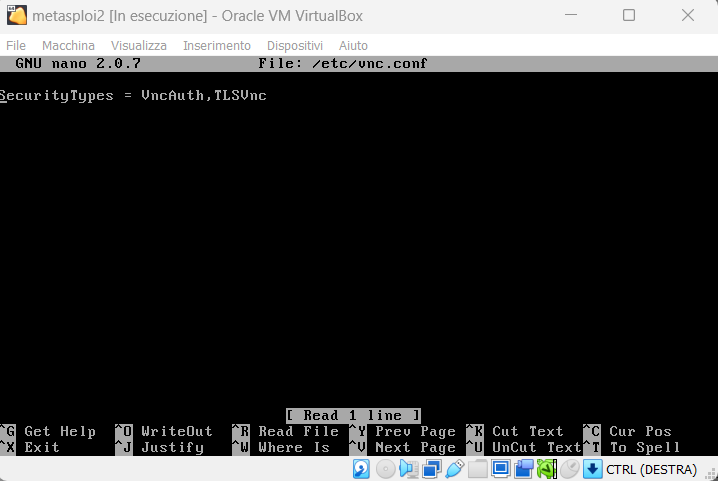 metasploi2 [In esecuzione] - Oracle VM VirtualBox
File Macchina Visualizza Inserimento Dispositivi Aiuto
GNU nano 2.0.7 File: /etc/vnc.conf
SecurityTypes = VncAuth,TLSVnc
[ Read 1 line ]
^G Get Help ^O WriteOut ^R Read File ^Y Prev Page ^K Cut Text ^C Cur Pos
^X Exit ^J Justify ^W Where Is ^V Next Page ^U UnCut Text ^T To Spell
CTRL (DESTRA)